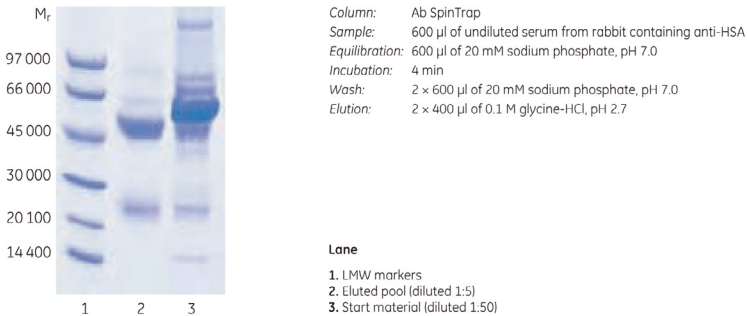 Mr
97 000
66 000
45 000
30 000
20 100
14 400
1 2 3
Column: Ab SpinTrap
Sample: 600 µl of undiluted serum from rabbit containing anti-HSA
Equilibration: 600 µl of 20 mM sodium phosphate, pH 7.0
Incubation: 4 min
Wash: 2 × 600 µl of 20 mM sodium phosphate, pH 7.0
Elution: 2 × 400 µl of 0.1 M glycine-HCl, pH 2.7
Lane
1. LMW markers
2. Eluted pool (diluted 1:5)
3. Start material (diluted 1:50)